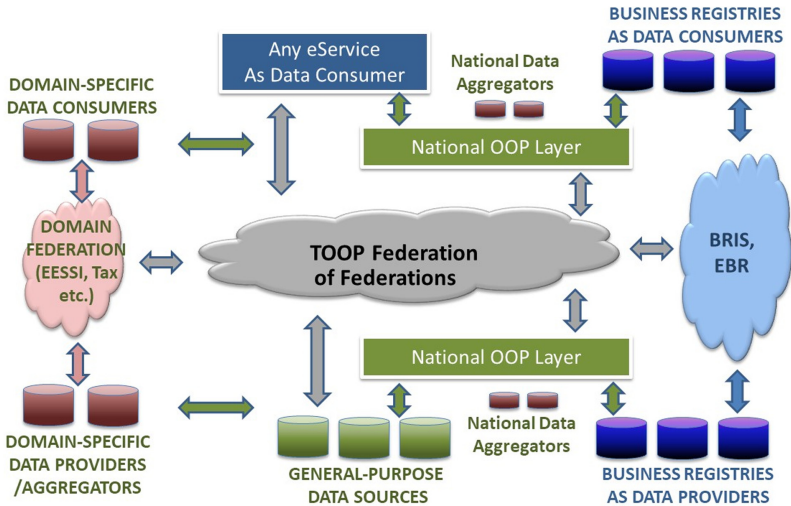 BUSINESS REGISTRIES
AS DATA CONSUMERS
Any eService
As Data Consumer
National Data
Aggregators
DOMAIN-SPECIFIC
DATA CONSUMERS
National OOP Layer
DOMAIN
FEDERATION
(EESSI, Tax
etc.)
TOOP Federation
of Federations
BRIS,
EBR
National OOP Layer
National Data
Aggregators
DOMAIN-SPECIFIC
DATA PROVIDERS
/AGGREGATORS
GENERAL-PURPOSE
DATA SOURCES
BUSINESS REGISTRIES
AS DATA PROVIDERS